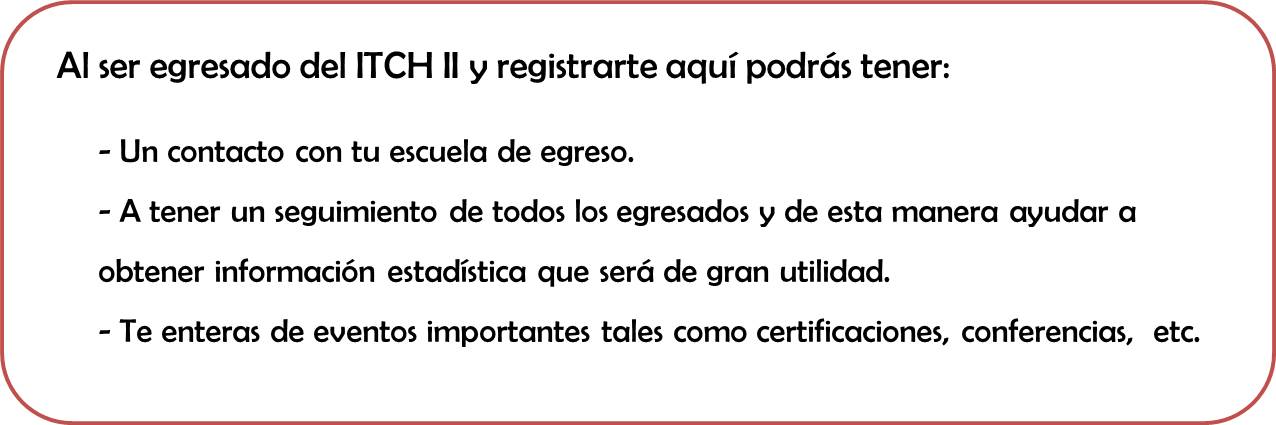 Al ser egresado del ITCH II y registrarte aquí podrás tener:
- Un contacto con tu escuela de egreso.
- A tener un seguimiento de todos los egresados y de esta manera ayudar a
obtener información estadística que será de gran utilidad.
- Te enteras de eventos importantes tales como certificaciones, conferencias,  etc.